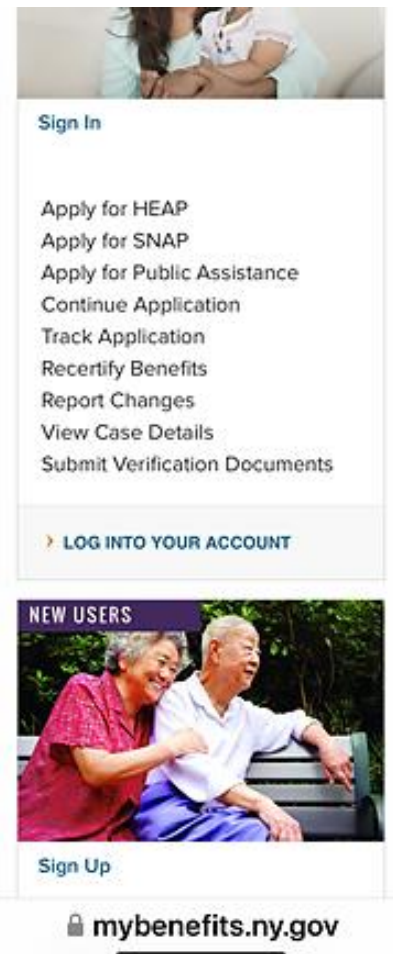 Sign In
Apply for HEAP
Apply for SNAP
Apply for Public Assistance
Continue Application
Track Application
Recertify Benefits
Report Changes
View Case Details
Submit Verification Documents
› LOG INTO YOUR ACCOUNT
NEW USERS
Sign Up
mybenefits.ny.gov